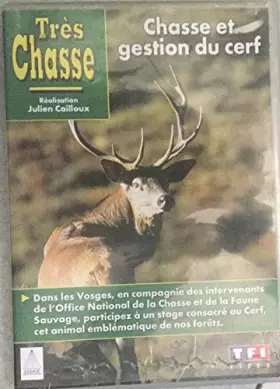 Très
Chasse
Réalisation
Julien Cailloux
Chasse et
gestion du cerf
Dans les Vosges, en compagnie des intervenants
de l'Office National de la Chasse et de la Faune
Sauvage, participez à un stage consacré au Cerf,
cet animal emblématique de nos forêts.
TF1
VIDEO